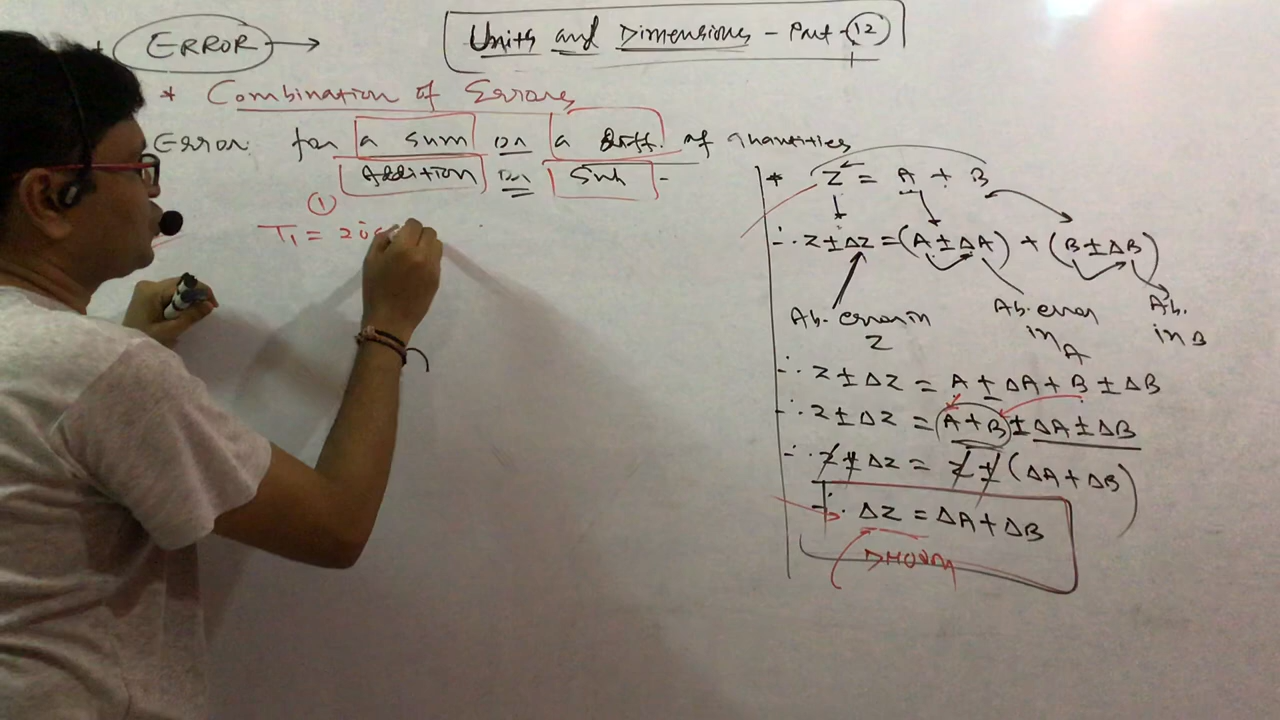 ERROR →
Units and Dimensions - Part - 12
* Combination of Errors
Error for a sum or a Diff. of quantities
Addition or Sub -
①
T₁ = 20
* Z = A + B
∴ Z ± ΔZ = (A ± ΔA) + (B ± ΔB)
Ab. error in Z
Ab. error in A
Ab. in B
∴ Z ± ΔZ = A ± ΔA + B ± ΔB
∴ Z ± ΔZ = (A + B) ± ΔA ± ΔB
∴ Z ± ΔZ = Z ± (ΔA + ΔB)
∴ ΔZ = ΔA + ΔB